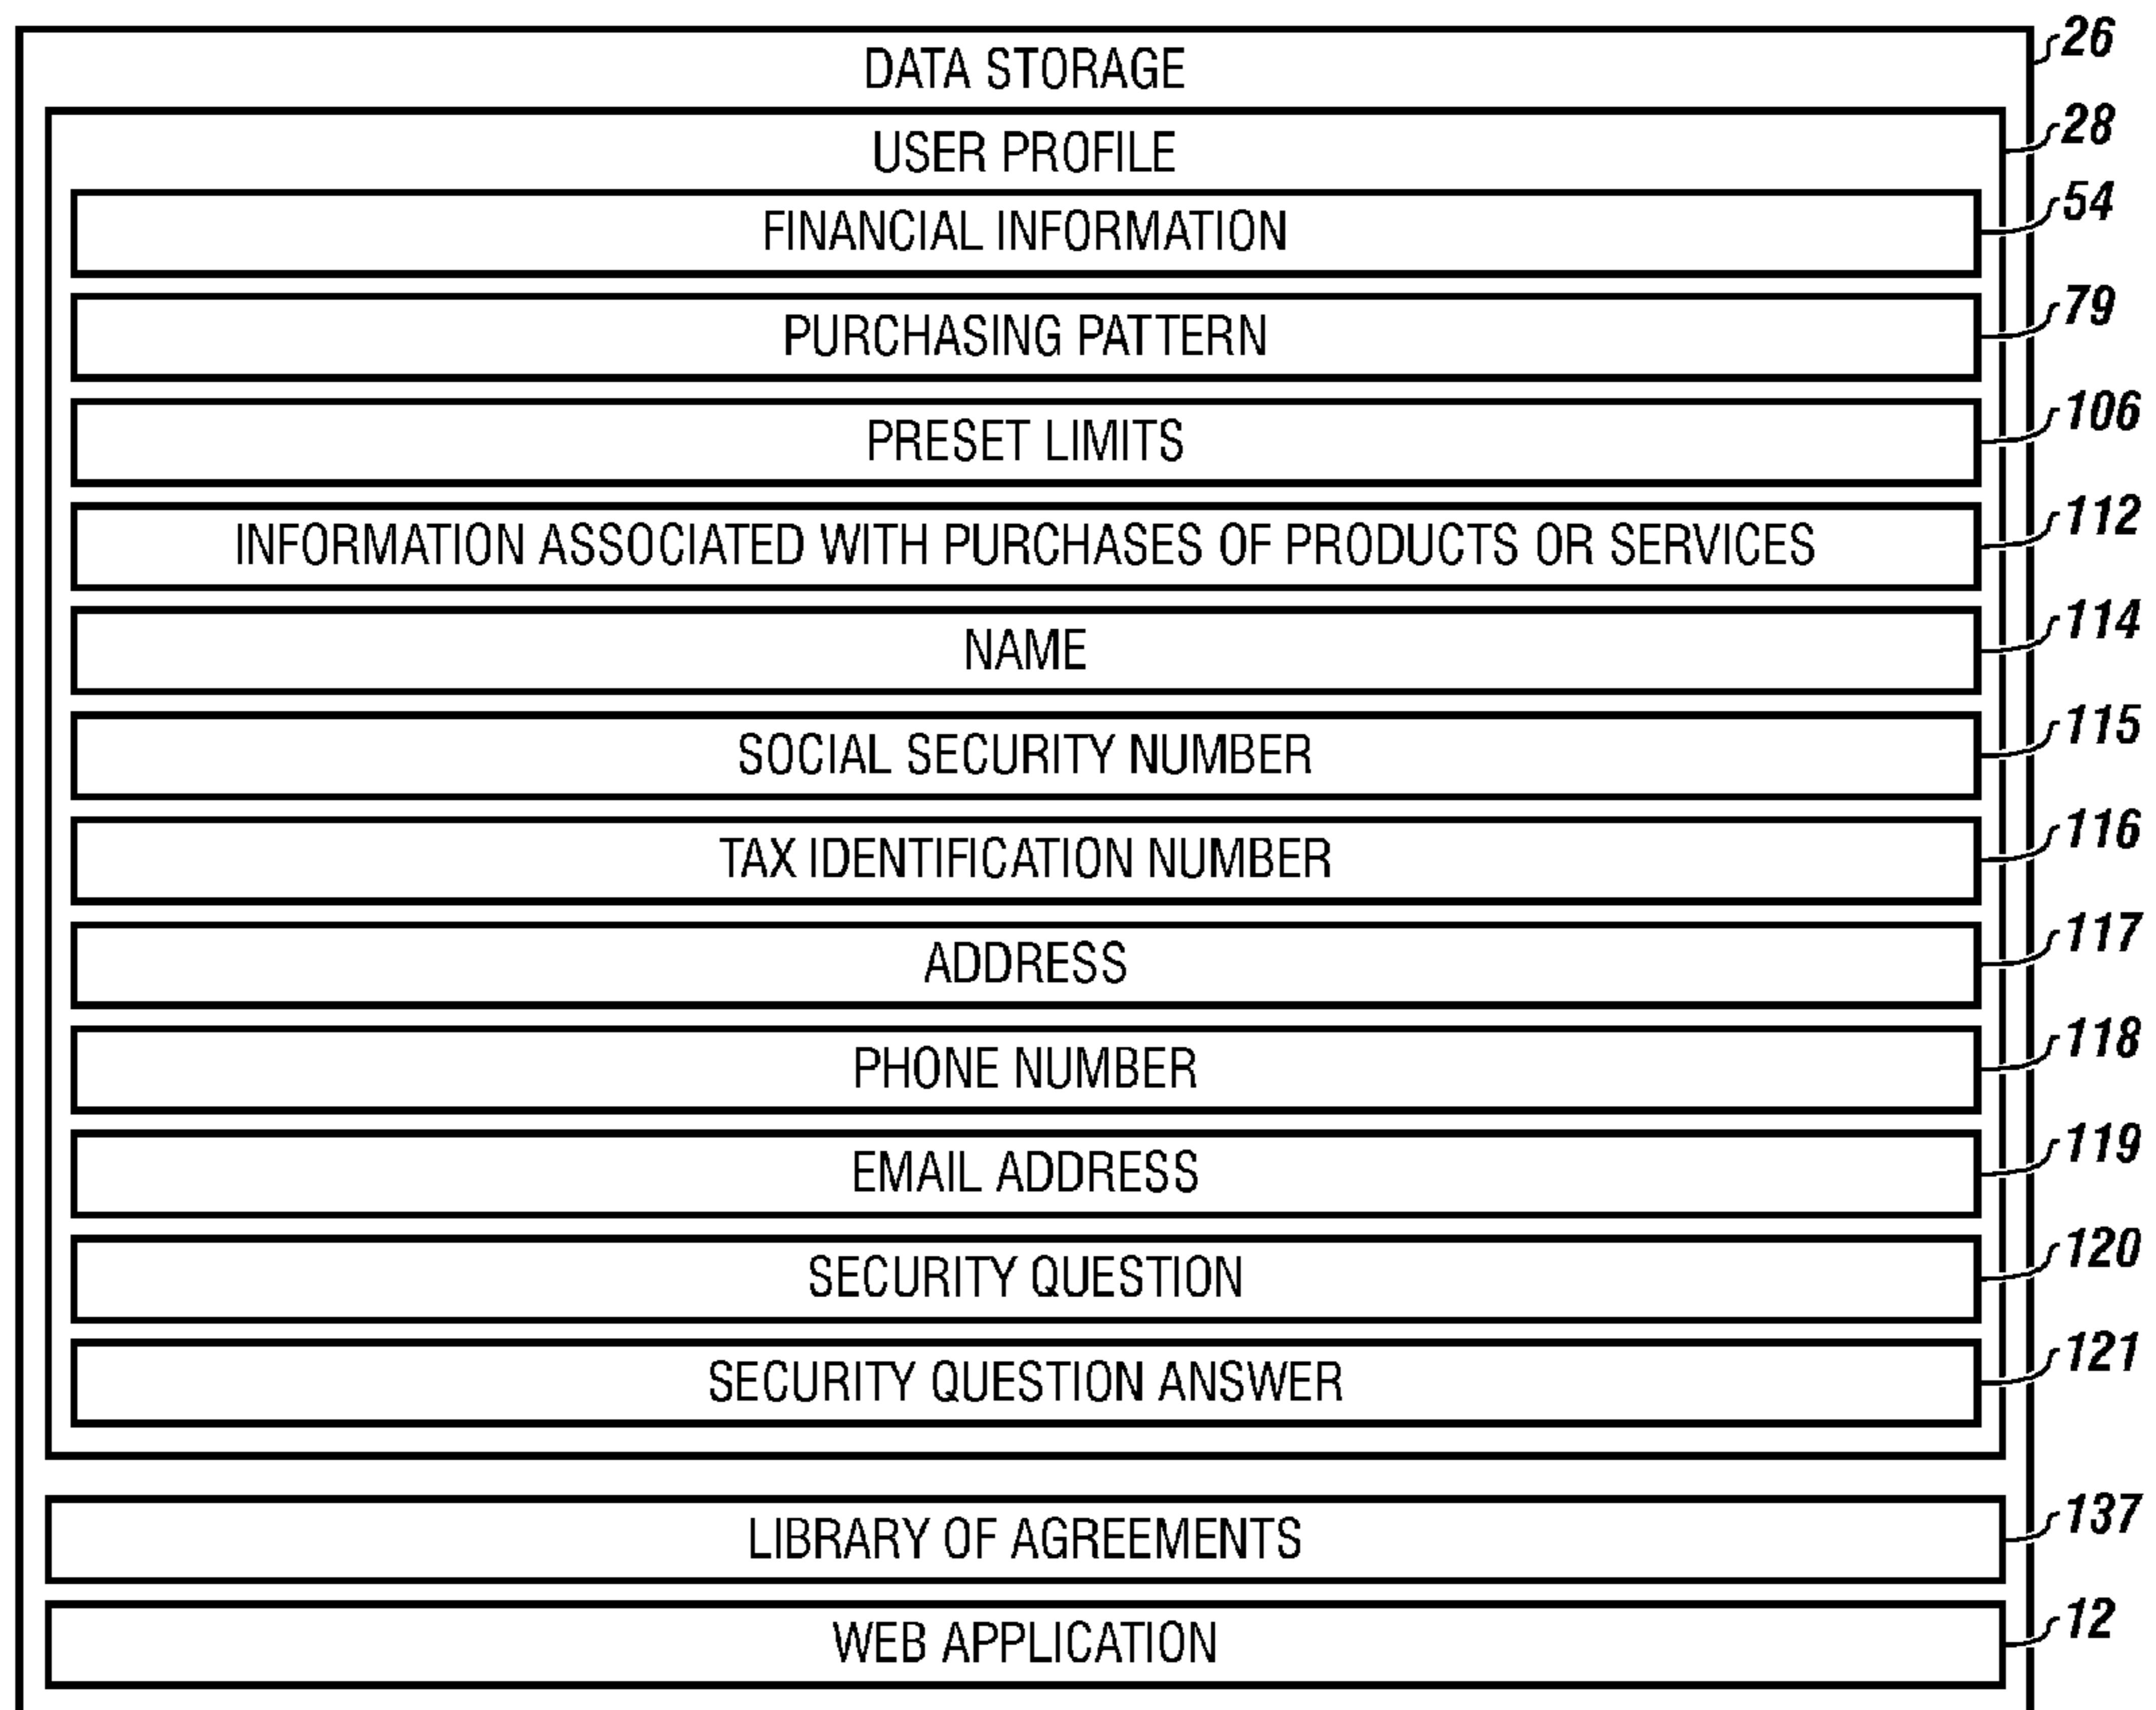 DATA STORAGE 26
USER PROFILE 28
FINANCIAL INFORMATION 54
PURCHASING PATTERN 79
PRESET LIMITS 106
INFORMATION ASSOCIATED WITH PURCHASES OF PRODUCTS OR SERVICES 112
NAME 114
SOCIAL SECURITY NUMBER 115
TAX IDENTIFICATION NUMBER 116
ADDRESS 117
PHONE NUMBER 118
EMAIL ADDRESS 119
SECURITY QUESTION 120
SECURITY QUESTION ANSWER 121
LIBRARY OF AGREEMENTS 137
WEB APPLICATION 12